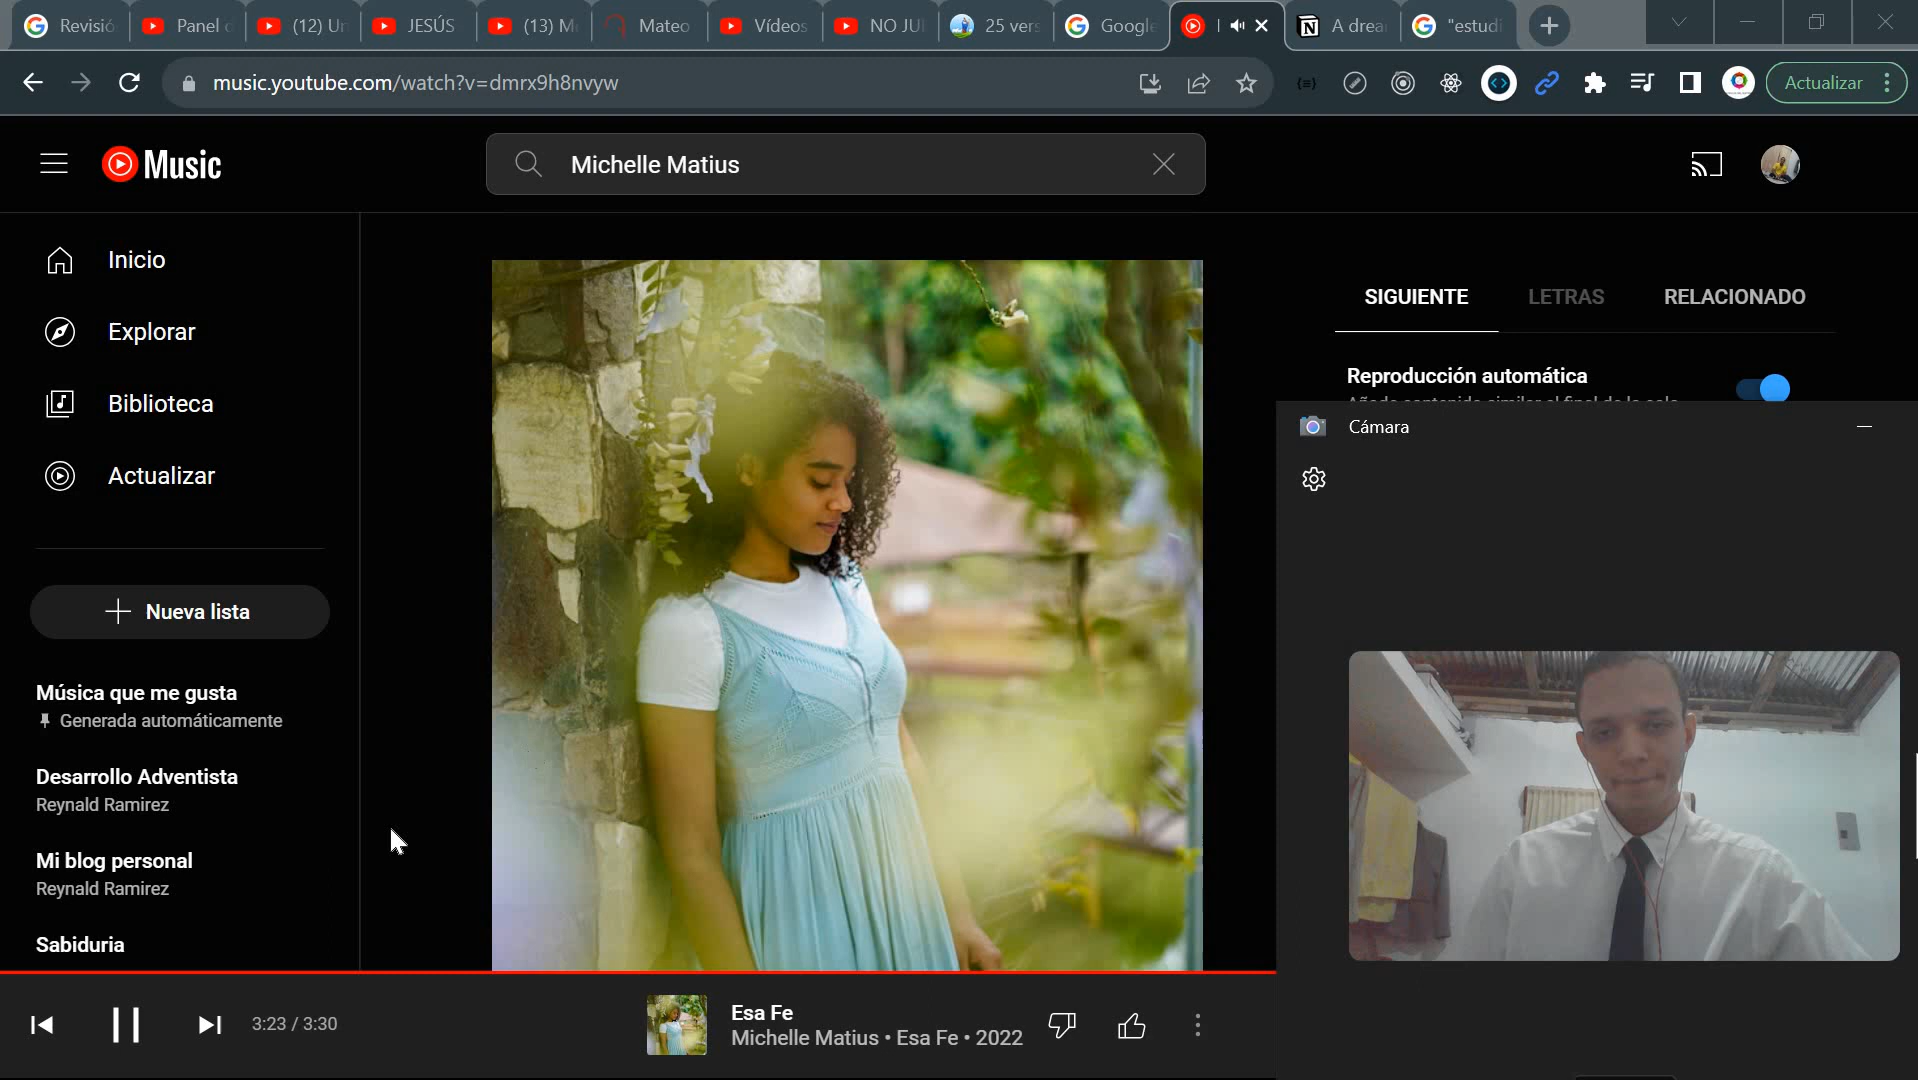 Revisió
Panel d
(12) Un
JESÚS
(13) M
Mateo
Vídeos
NO JUI
25 vers
Google
A drea
"estudi
music.youtube.com/watch?v=dmrx9h8nvyw
Actualizar
Music
Michelle Matius
Inicio
Explorar
Biblioteca
Actualizar
Nueva lista
Música que me gusta
Generada automáticamente
Desarrollo Adventista
Reynald Ramirez
Mi blog personal
Reynald Ramirez
Sabiduria
SIGUIENTE
LETRAS
RELACIONADO
Reproducción automática
Cámara
3:23 / 3:30
Esa Fe
Michelle Matius • Esa Fe • 2022